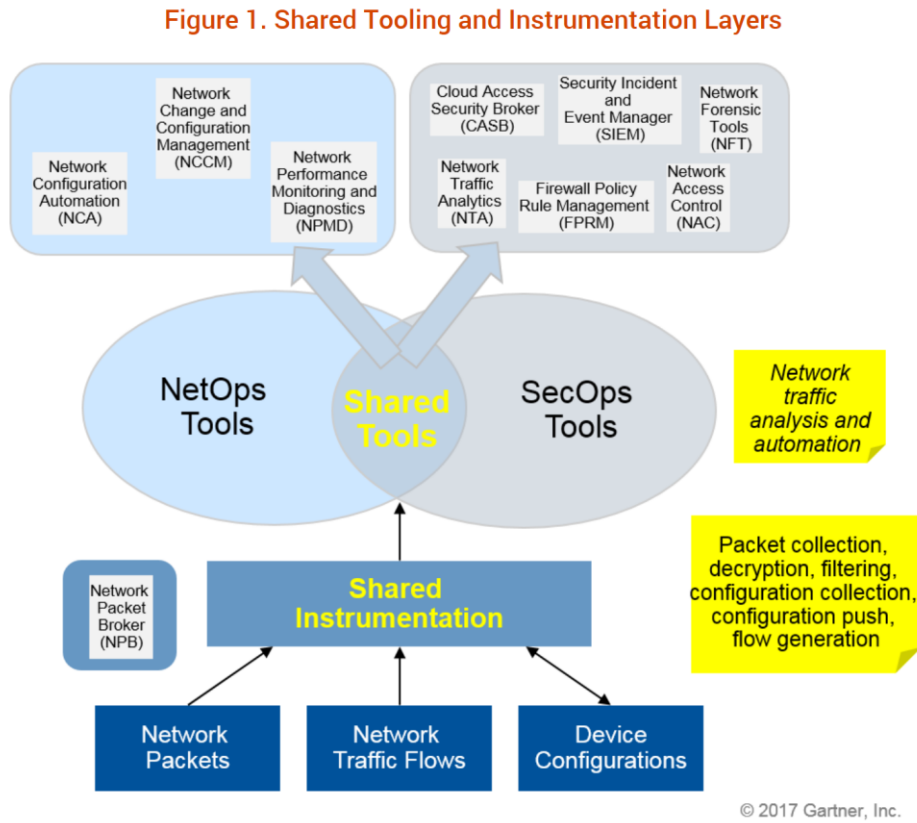 Figure 1. Shared Tooling and Instrumentation Layers
Network
Change and
Configuration
Management
(NCCM)
Network
Configuration
Automation
(NCA)
Network
Performance
Monitoring and
Diagnostics
(NPMD)
Cloud Access
Security Broker
(CASB)
Security Incident
and
Event Manager
(SIEM)
Network
Forensic
Tools
(NFT)
Network
Traffic
Analytics
(NTA)
Firewall Policy
Rule Management
(FPRM)
Network
Access
Control
(NAC)
NetOps
Tools
Shared
Tools
SecOps
Tools
Network
traffic
analysis and
automation
Network
Packet
Broker
(NPB)
Shared
Instrumentation
Packet collection,
decryption, filtering,
configuration collection,
configuration push,
flow generation
Network
Packets
Network
Traffic Flows
Device
Configurations
© 2017 Gartner, Inc.